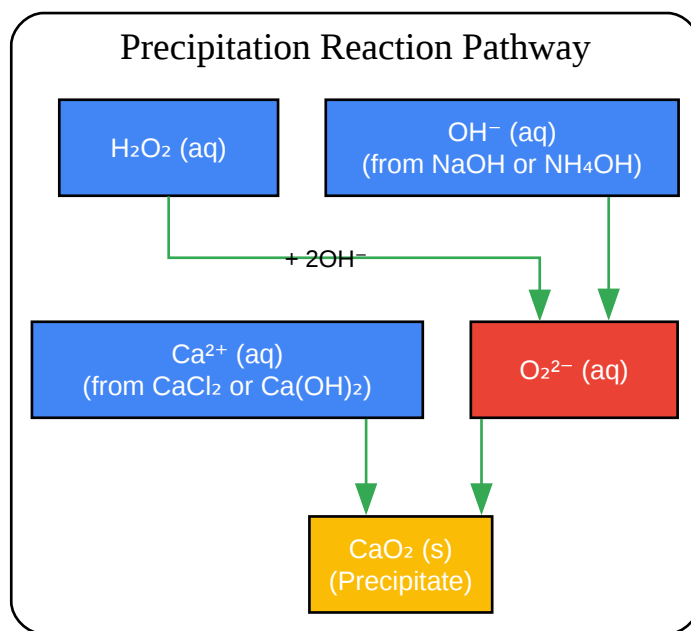 Precipitation Reaction Pathway
H₂O₂ (aq)
OH⁻ (aq)
(from NaOH or NH₄OH)
+ 2OH⁻
Ca²⁺ (aq)
(from CaCl₂ or Ca(OH)₂)
O₂²⁻ (aq)
CaO₂ (s)
(Precipitate)